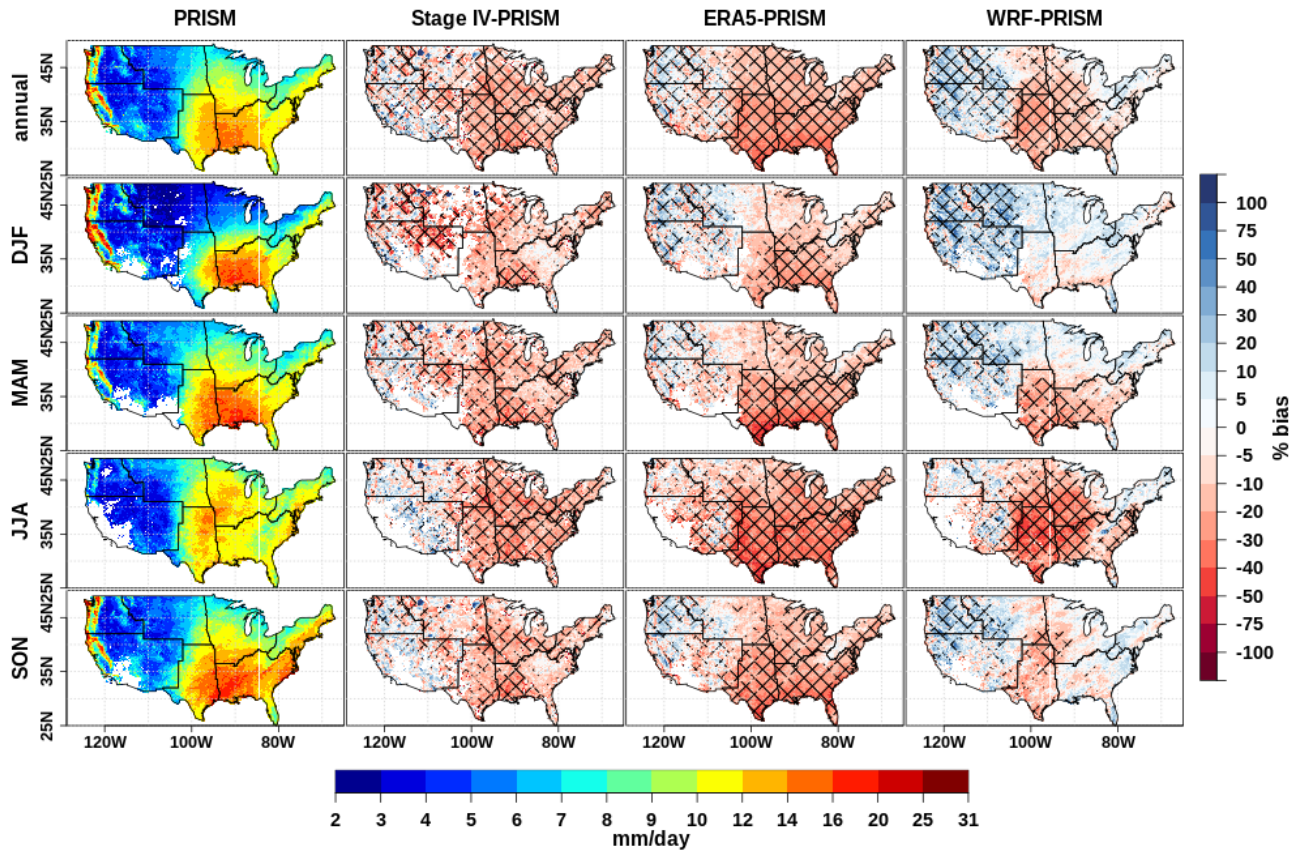 PRISM Stage IV-PRISM ERA5-PRISM WRF-PRISM
annual 45N 35N 25N
DJF 45N 35N 25N
MAM 45N 35N 25N
JJA 45N 35N 25N
SON 45N 35N 25N
120W 100W 80W 120W 100W 80W 120W 100W 80W 120W 100W 80W
100
75
50
40
30
20
10
5
0
-5
-10
-20
-30
-40
-50
-75
-100
% bias
2 3 4 5 6 7 8 9 10 12 14 16 20 25 31
mm/day